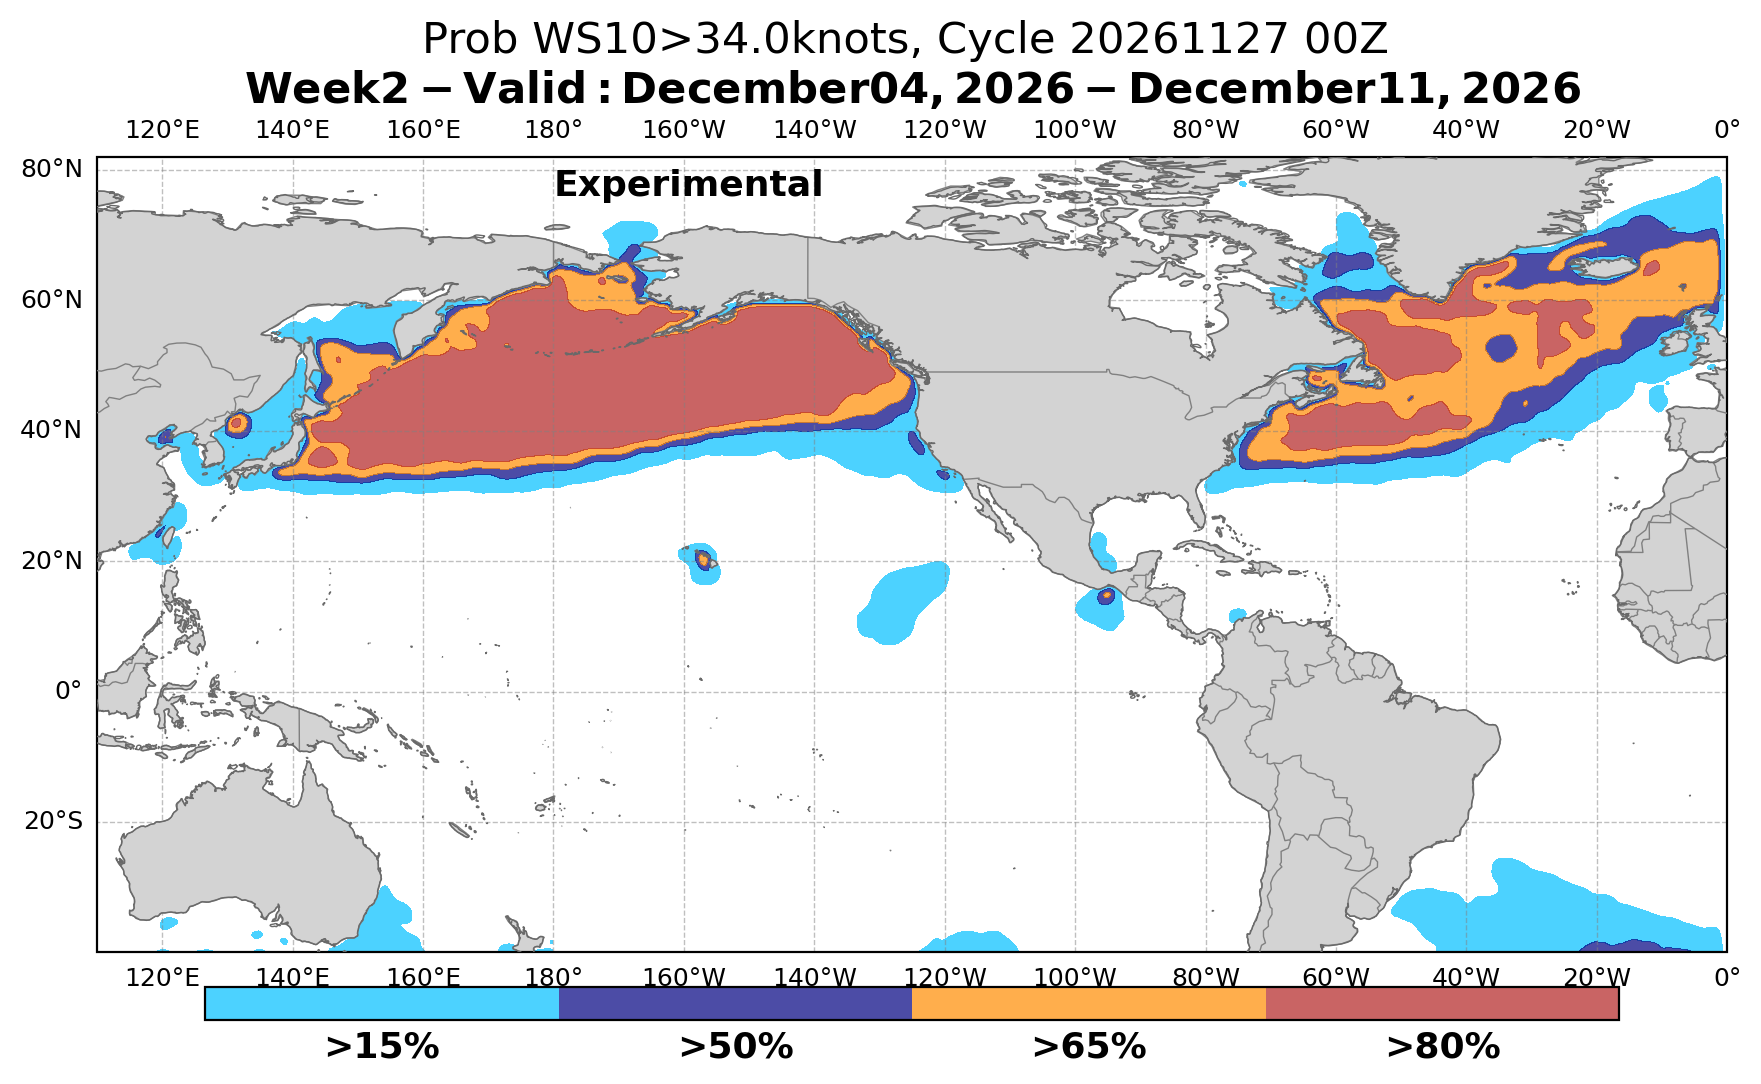 Prob WS10>34.0knots, Cycle 20261127 00Z
Week2 − Valid : December04, 2026 − December11, 2026
120°E 140°E 160°E 180° 160°W 140°W 120°W 100°W 80°W 60°W 40°W 20°W 0°
Experimental
80°N
60°N
40°N
20°N
0°
20°S
120°E 140°E 160°E 180° 160°W 140°W 120°W 100°W 80°W 60°W 40°W 20°W 0°
>15% >50% >65% >80%